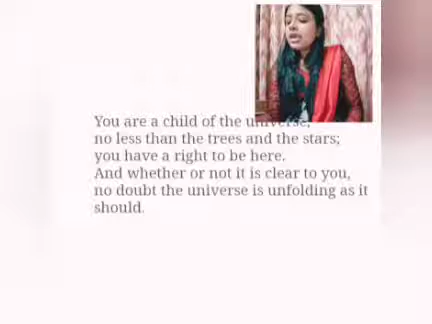 You are a child of the universe,
no less than the trees and the stars;
you have a right to be here.
And whether or not it is clear to you,
no doubt the universe is unfolding as it
should.